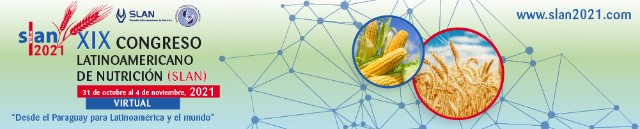 slan
2021
SLAN
XIX CONGRESO
LATINOAMERICANO
DE NUTRICIÓN (SLAN)
31 de octubre al 4 de noviembre, 2021
VIRTUAL
"Desde el Paraguay para Latinoamérica y el mundo"
www.slan2021.com